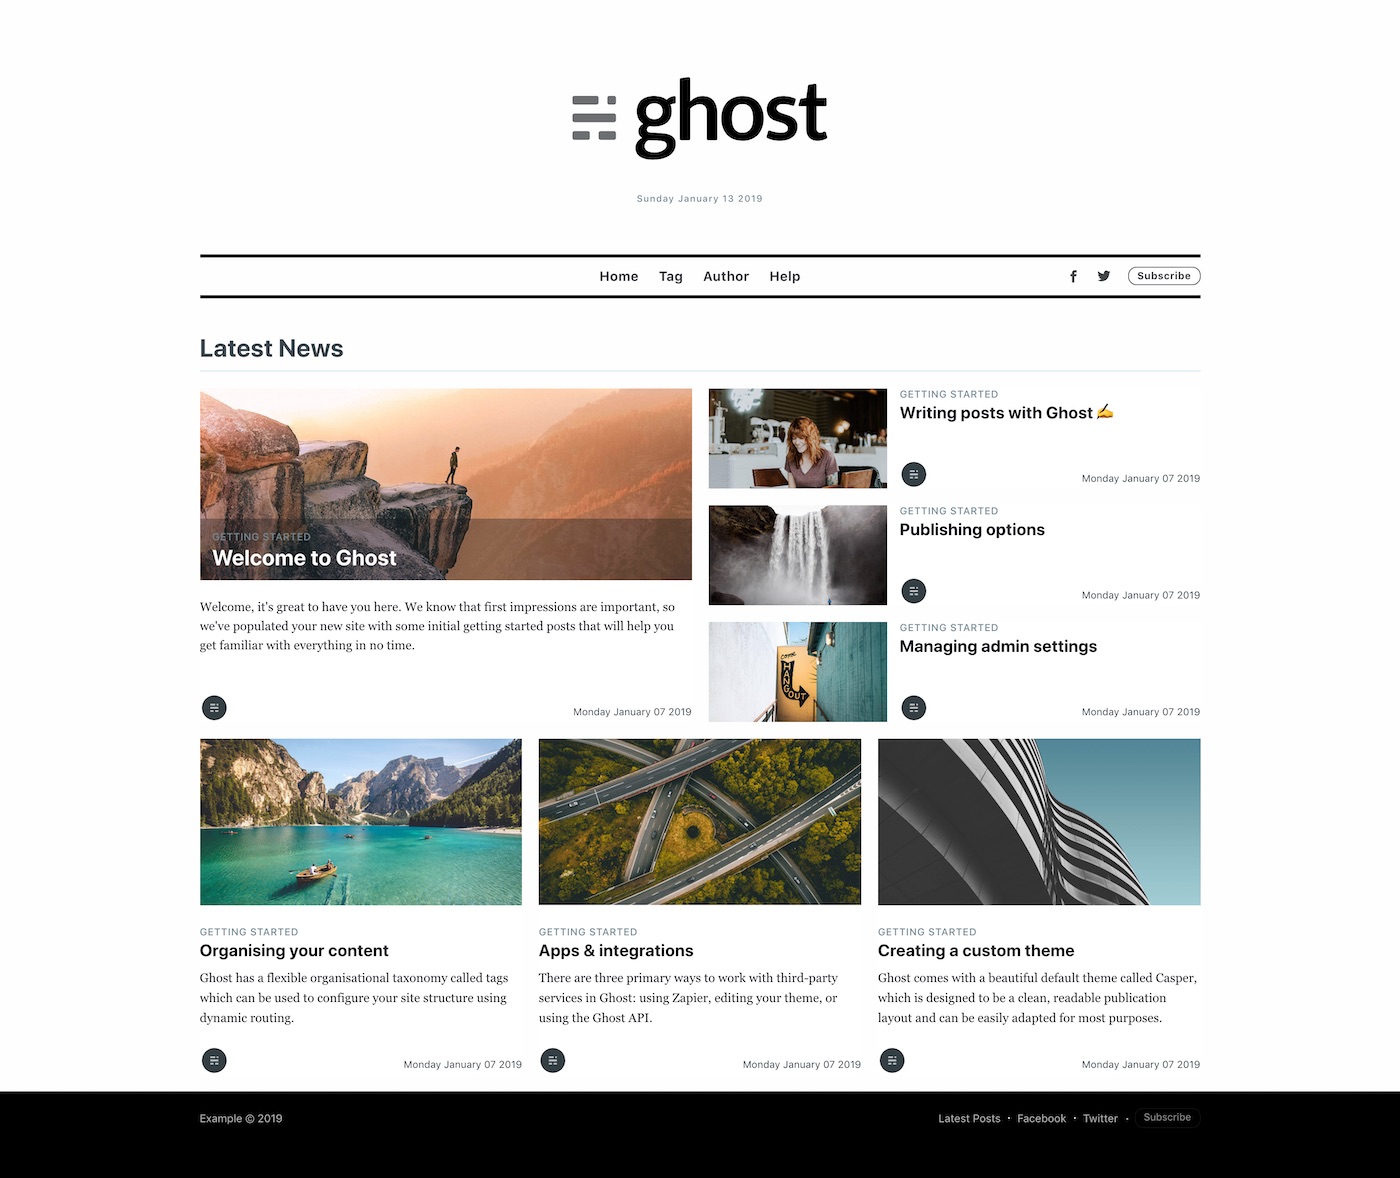 ghost
Sunday January 13 2019
Home Tag Author Help Subscribe
Latest News
GETTING STARTED
Welcome to Ghost
Welcome, it's great to have you here. We know that first impressions are important, so
we've populated your new site with some initial getting started posts that will help you
get familiar with everything in no time.
Monday January 07 2019
GETTING STARTED
Writing posts with Ghost ✍️
Monday January 07 2019
GETTING STARTED
Publishing options
Monday January 07 2019
COME
HANGOUT
GETTING STARTED
Managing admin settings
Monday January 07 2019
GETTING STARTED
Organising your content
Ghost has a flexible organisational taxonomy called tags
which can be used to configure your site structure using
dynamic routing.
Monday January 07 2019
GETTING STARTED
Apps & integrations
There are three primary ways to work with third-party
services in Ghost: using Zapier, editing your theme, or
using the Ghost API.
Monday January 07 2019
GETTING STARTED
Creating a custom theme
Ghost comes with a beautiful default theme called Casper,
which is designed to be a clean, readable publication
layout and can be easily adapted for most purposes.
Monday January 07 2019
Example © 2019
Latest Posts • Facebook • Twitter • Subscribe